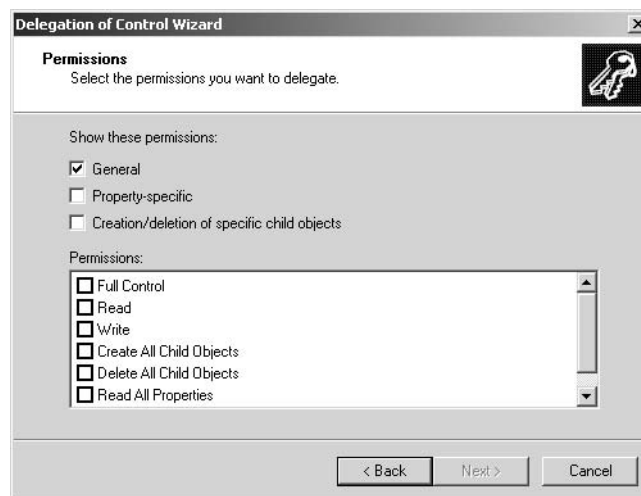 Delegation of Control Wizard
Permissions
Select the permissions you want to delegate.
Show these permissions:
General
Property-specific
Creation/deletion of specific child objects
Permissions:
Full Control
Read
Write
Create All Child Objects
Delete All Child Objects
Read All Properties
< Back Next > Cancel